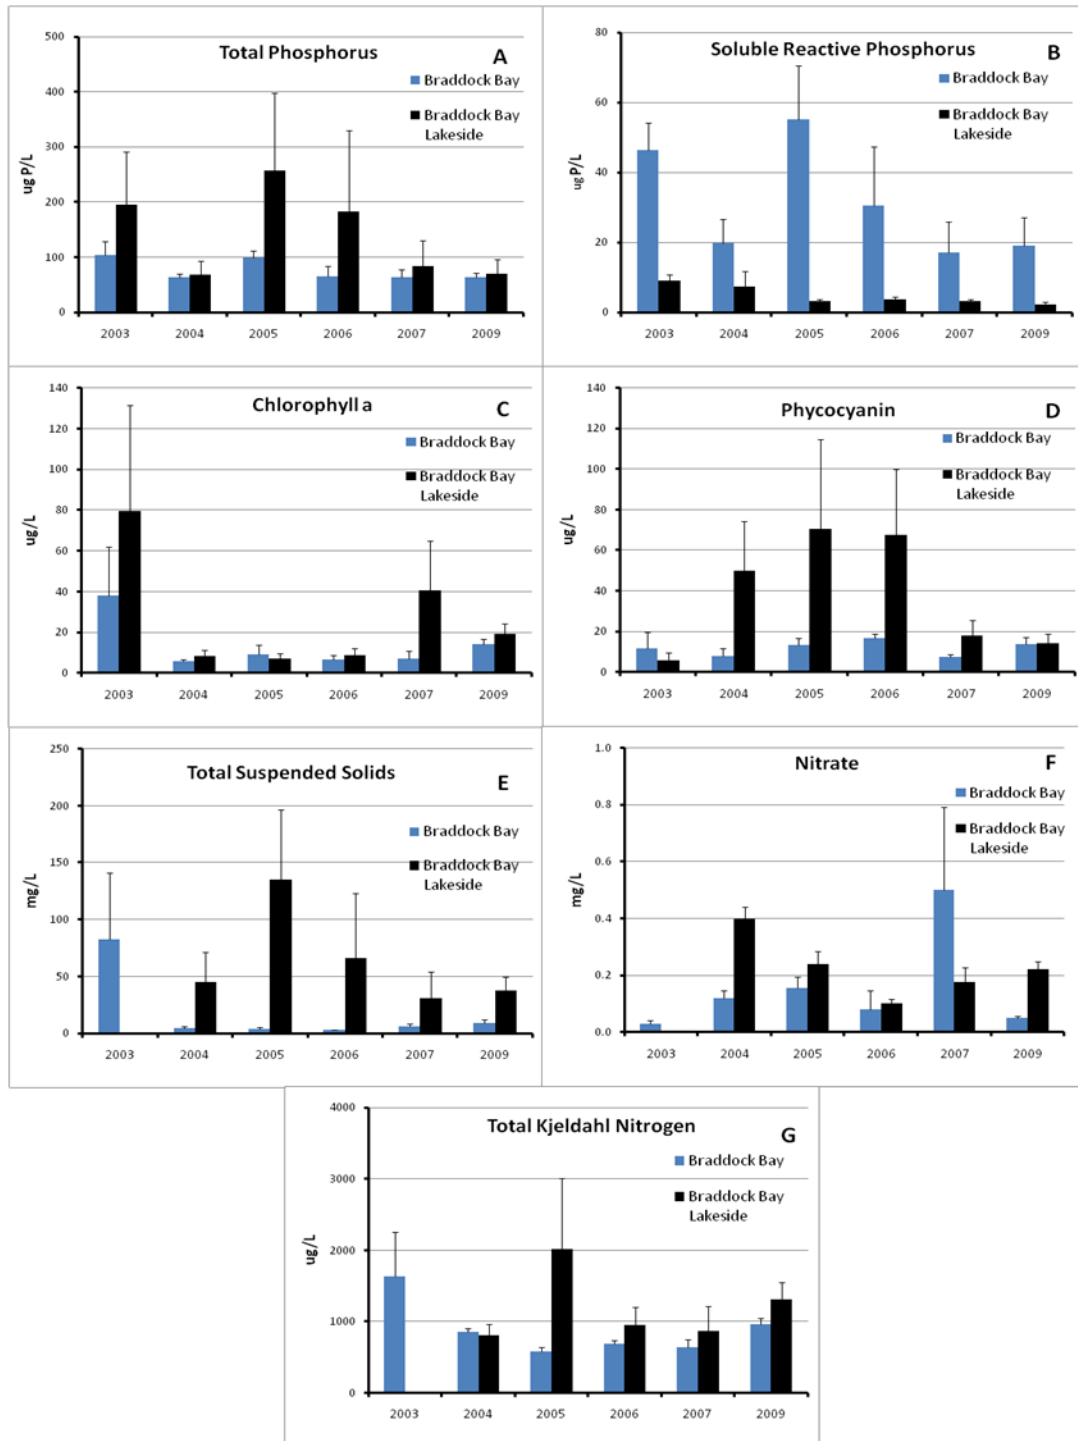 Total Phosphorus
A
500
400
300
200
100
0
ug P/L
Braddock Bay
Braddock Bay
Lakeside
2003 2004 2005 2006 2007 2009
Soluble Reactive Phosphorus
B
80
60
40
20
0
ug P/L
Braddock Bay
Braddock Bay
Lakeside
2003 2004 2005 2006 2007 2009
Chlorophyll a
C
140
120
100
80
60
40
20
0
ug/L
Braddock Bay
Braddock Bay
Lakeside
2003 2004 2005 2006 2007 2009
Phycocyanin
D
140
120
100
80
60
40
20
0
ug/L
Braddock Bay
Braddock Bay
Lakeside
2003 2004 2005 2006 2007 2009
Total Suspended Solids
E
250
200
150
100
50
0
mg/L
Braddock Bay
Braddock Bay
Lakeside
2003 2004 2005 2006 2007 2009
Nitrate
F
1.0
0.8
0.6
0.4
0.2
0.0
mg/L
Braddock Bay
Braddock Bay
Lakeside
2003 2004 2005 2006 2007 2009
Total Kjeldahl Nitrogen
G
4000
3000
2000
1000
0
ug/L
Braddock Bay
Braddock Bay
Lakeside
2003 2004 2005 2006 2007 2009